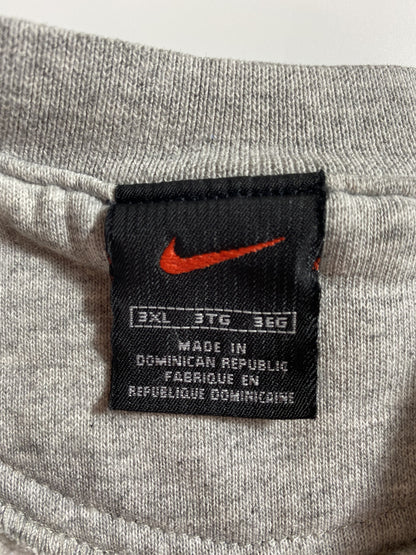 3XL 3TG 3EG
MADE IN
DOMINICAN REPUBLIC
FABRIQUE EN
REPUBLIQUE DOMINICAINE